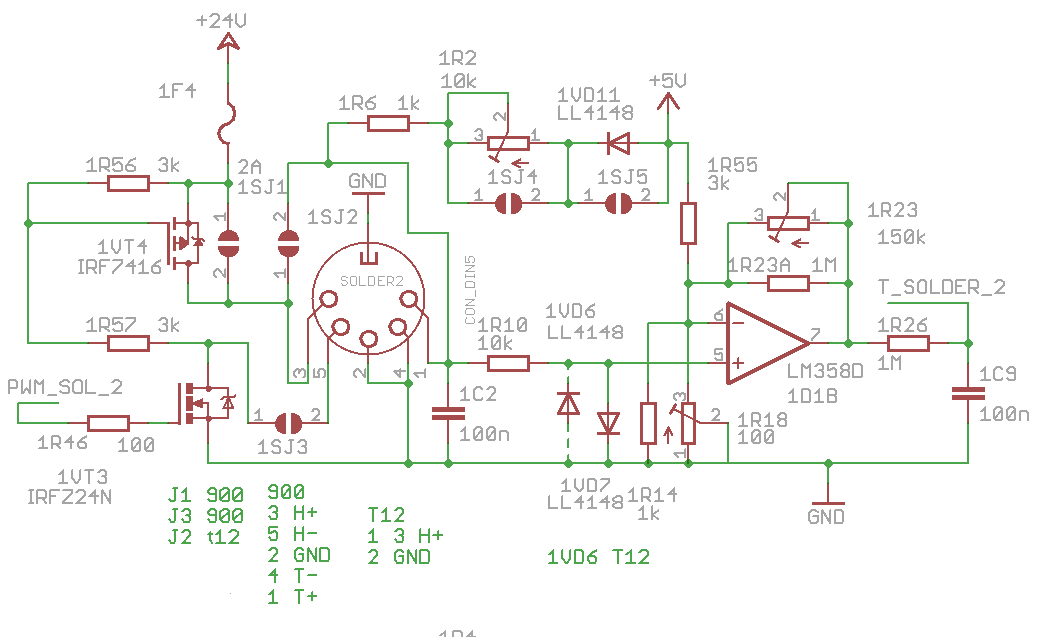 +24V
1F4
2A
1R56 3k
1SJ1
1
2
2
1
1VT4
IRF7416
1R57 3k
PWM_SOL_2
1R46 100
1VT3
IRFZ24N
1 2
1SJ3
1R6 1k
GND
1SJ2
SOLDER2
CON_DIN5
3 5 2 4 1
1R2
10k
2
3 1
1SJ4
1 2
1VD11
LL4148
+5V
1SJ5
1 2
1R55
3k
2
3 1
1R23
150k
1R23A 1M
T_SOLDER_2
1R10
10k
1VD6
LL4148
6
5
7
LM358D
1D1B
1R26
1M
1C9
100n
1C2
100n
3
2
1
1R18
100
1VD7
LL4148
1R14
1k
GND
J1 900
J3 900
J2 t12
900
3 H+
5 H-
2 GND
4 T-
1 T+
T12
1 3 H+
2 GND
1VD6 T12